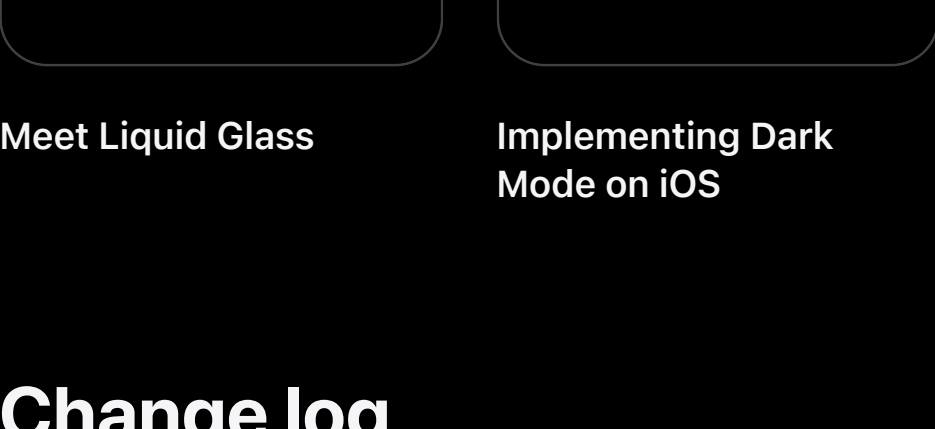 Meet Liquid Glass
Implementing Dark
Mode on iOS
Change log